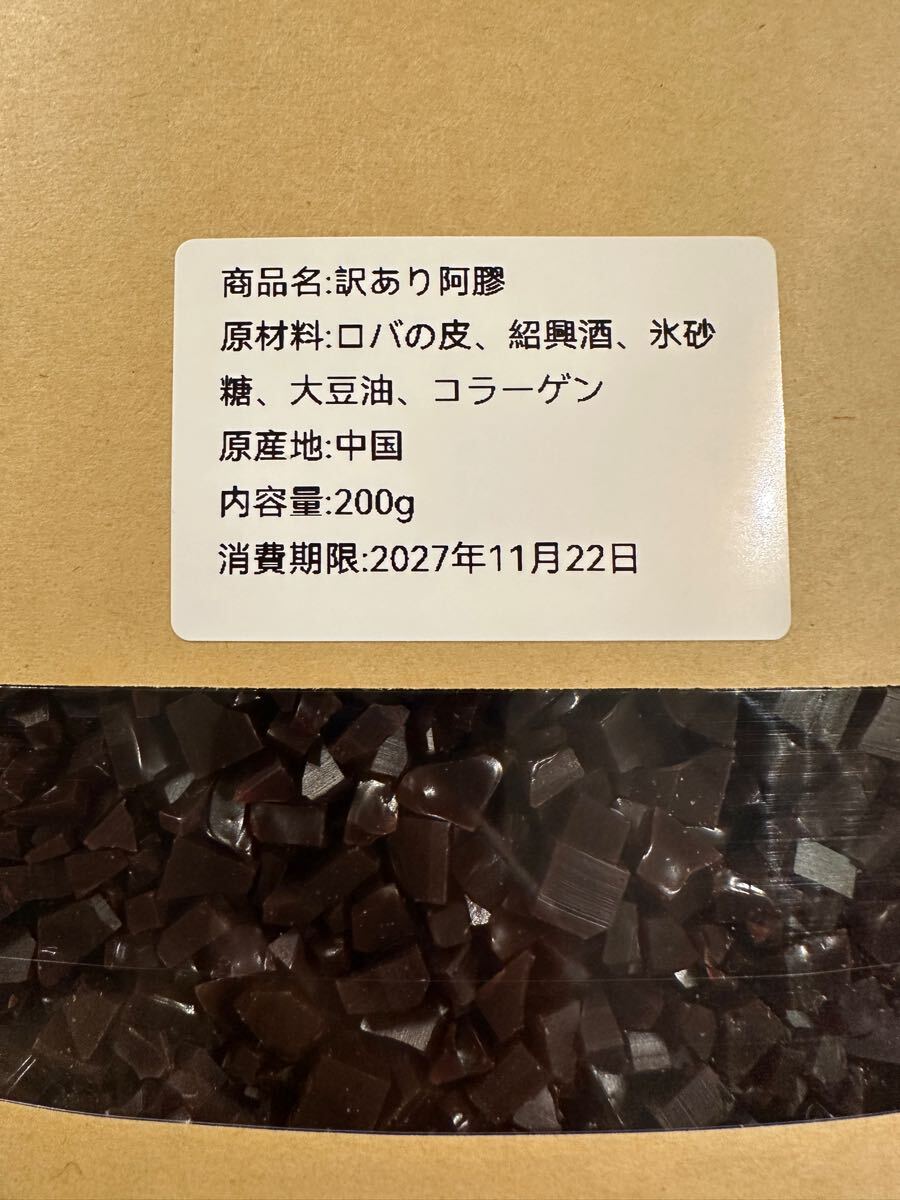 商品名:訳あり阿膠
原材料:ロバの皮、紹興酒、氷砂
糖、大豆油、コラーゲン
原産地:中国
内容量:200g
消費期限:2027年11月22日